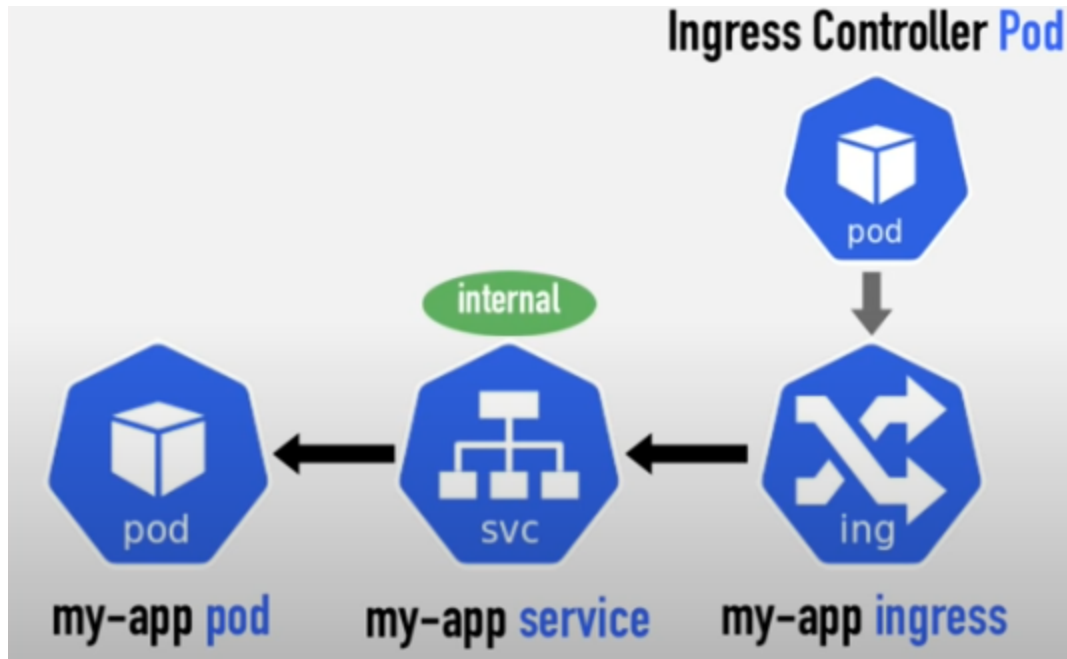 Ingress Controller Pod
pod
internal
pod
svc
ing
my-app pod
my-app service
my-app ingress